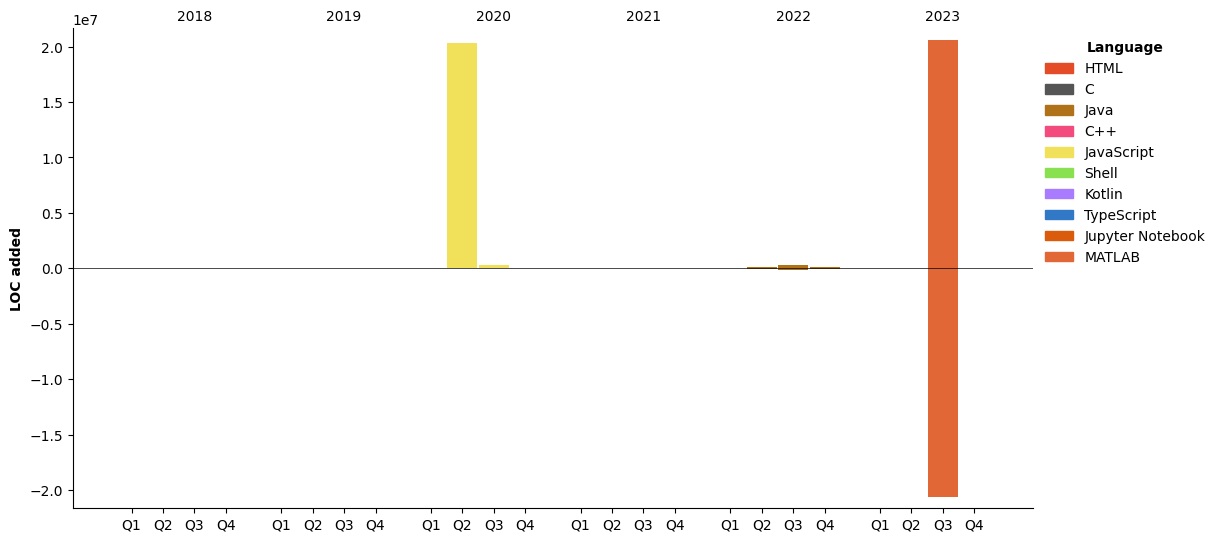 1e7
2018 2019 2020 2021 2022 2023
2.0
1.5
1.0
0.5
0.0
−0.5
−1.0
−1.5
−2.0
LOC added
Q1 Q2 Q3 Q4 Q1 Q2 Q3 Q4 Q1 Q2 Q3 Q4 Q1 Q2 Q3 Q4 Q1 Q2 Q3 Q4 Q1 Q2 Q3 Q4
Language
HTML
C
Java
C++
JavaScript
Shell
Kotlin
TypeScript
Jupyter Notebook
MATLAB